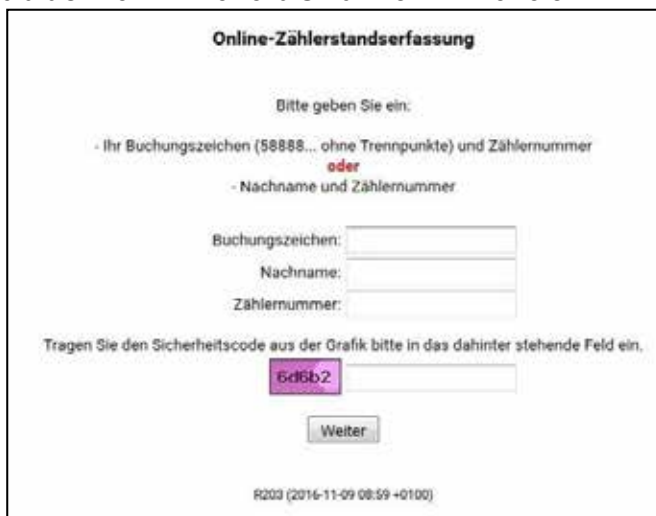 Online-Zählerstandserfassung
Bitte geben Sie ein:
- Ihr Buchungszeichen (58888... ohne Trennpunkte) und Zählernummer
oder
- Nachname und Zählernummer
Buchungszeichen:
Nachname:
Zählernummer:
Tragen Sie den Sicherheitscode aus der Grafik bitte in das dahinter stehende Feld ein.
6d6b2
Weiter
R203 (2016-11-09 08:59 +0100)